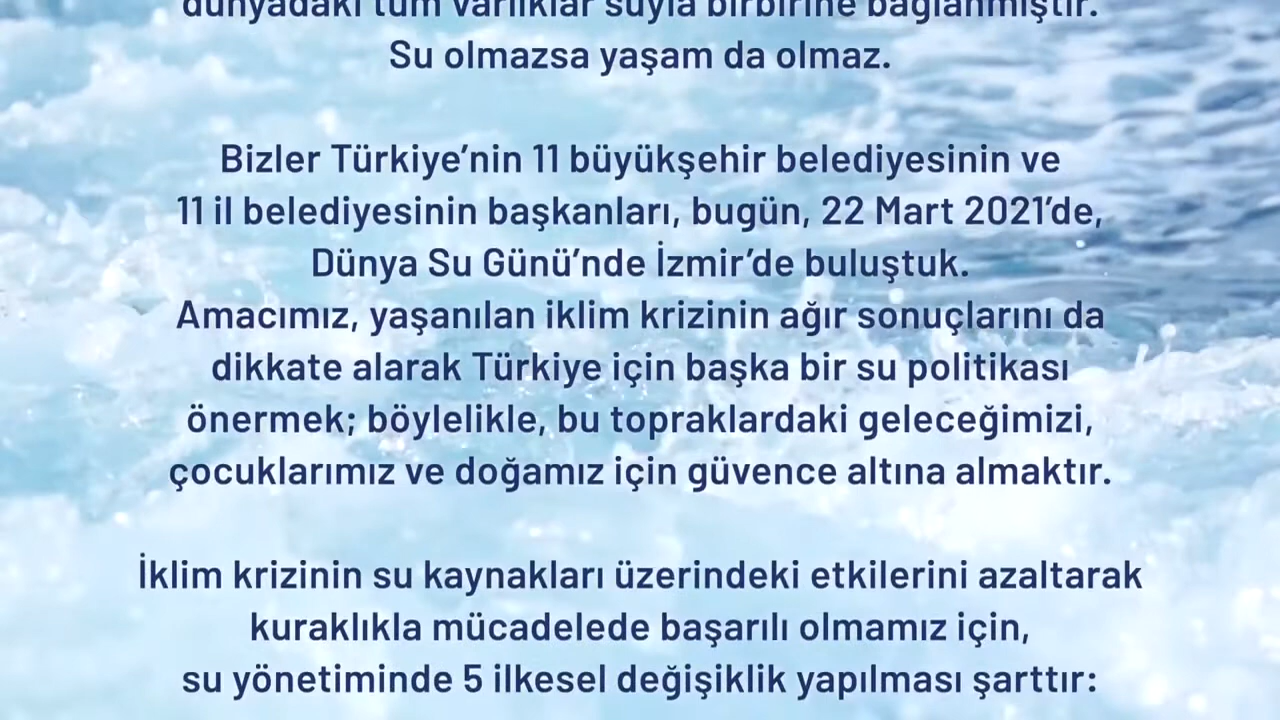 dünyadaki tüm varlıklar suyla birbirine bağlanmıştır.
Su olmazsa yaşam da olmaz.
Bizler Türkiye’nin 11 büyükşehir belediyesinin ve
11 il belediyesinin başkanları, bugün, 22 Mart 2021’de,
Dünya Su Günü’nde İzmir’de buluştuk.
Amacımız, yaşanılan iklim krizinin ağır sonuçlarını da
dikkate alarak Türkiye için başka bir su politikası
önermek; böylelikle, bu topraklardaki geleceğimizi,
çocuklarımız ve doğamız için güvence altına almaktır.
İklim krizinin su kaynakları üzerindeki etkilerini azaltarak
kuraklıkla mücadelede başarılı olmamız için,
su yönetiminde 5 ilkesel değişiklik yapılması şarttır: